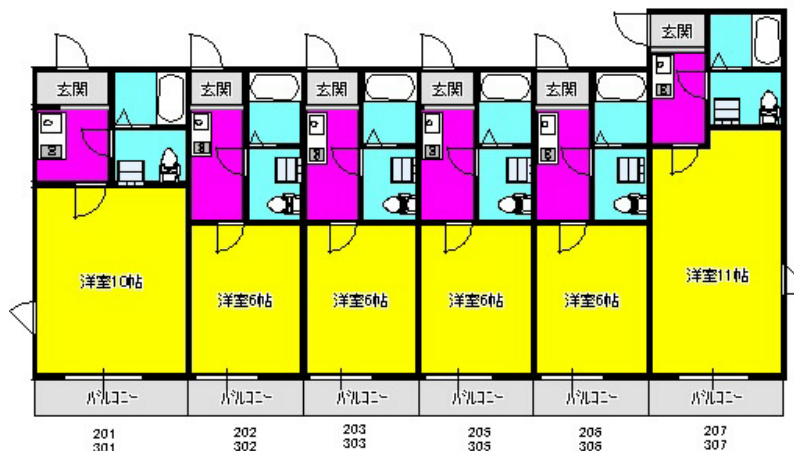 玄関
玄関
玄関
玄関
玄関
玄関
洋室10帖
洋室6帖
洋室6帖
洋室6帖
洋室6帖
洋室11帖
バルコニー
バルコニー
バルコニー
バルコニー
バルコニー
バルコニー
201
301
202
302
203
303
205
305
206
306
207
307